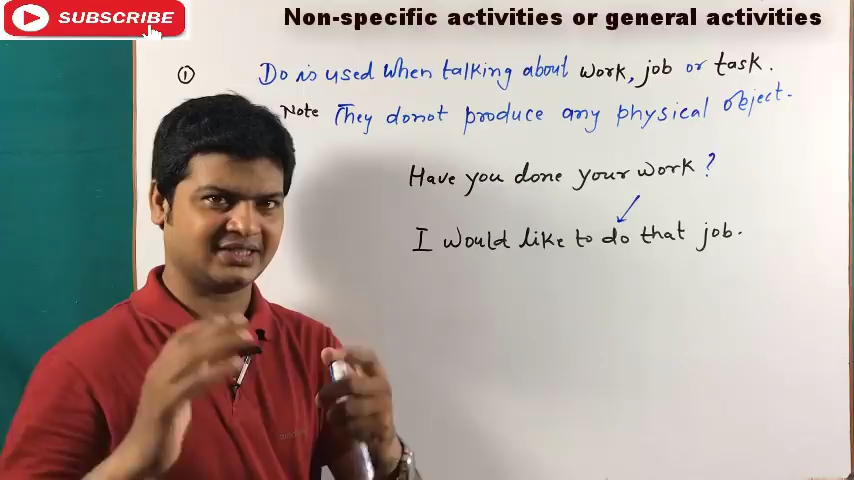 SUBSCRIBE
Non-specific activities or general activities
① Do is used when talking about work, job or task.
Note They donot produce any physical object.
Have you done your work?
I would like to do that job.